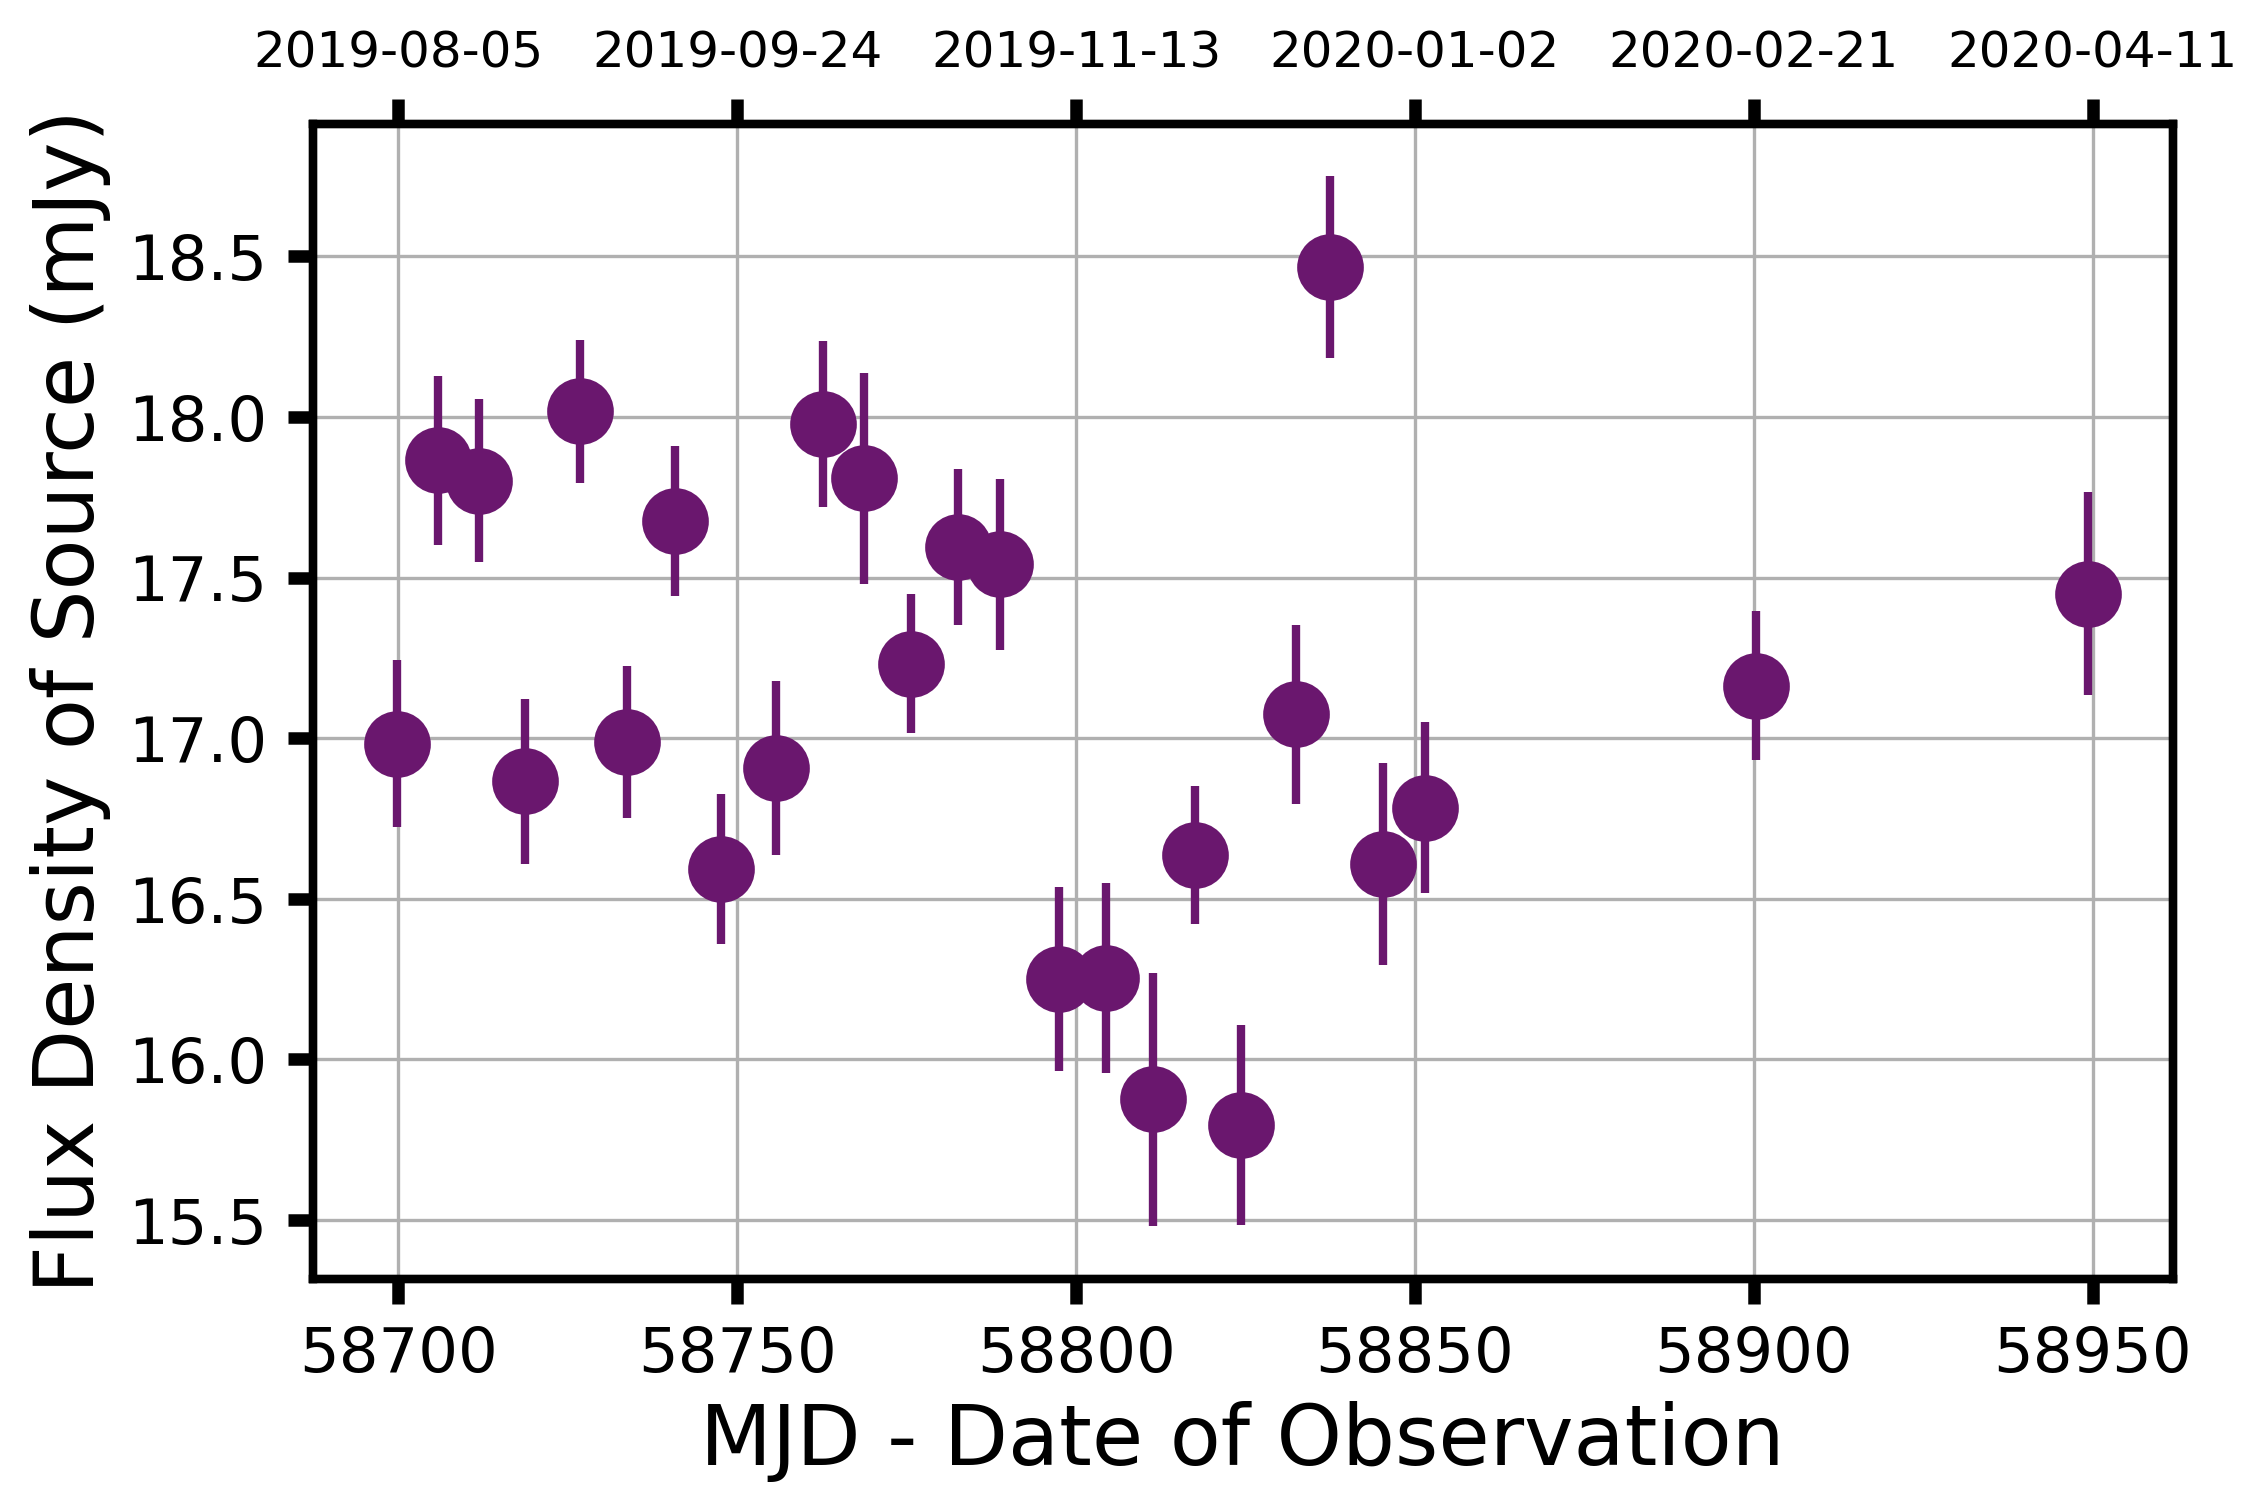 2019-08-05 2019-09-24 2019-11-13 2020-01-02 2020-02-21 2020-04-11
Flux Density of Source (mJy)
18.5
18.0
17.5
17.0
16.5
16.0
15.5
58700 58750 58800 58850 58900 58950
MJD - Date of Observation